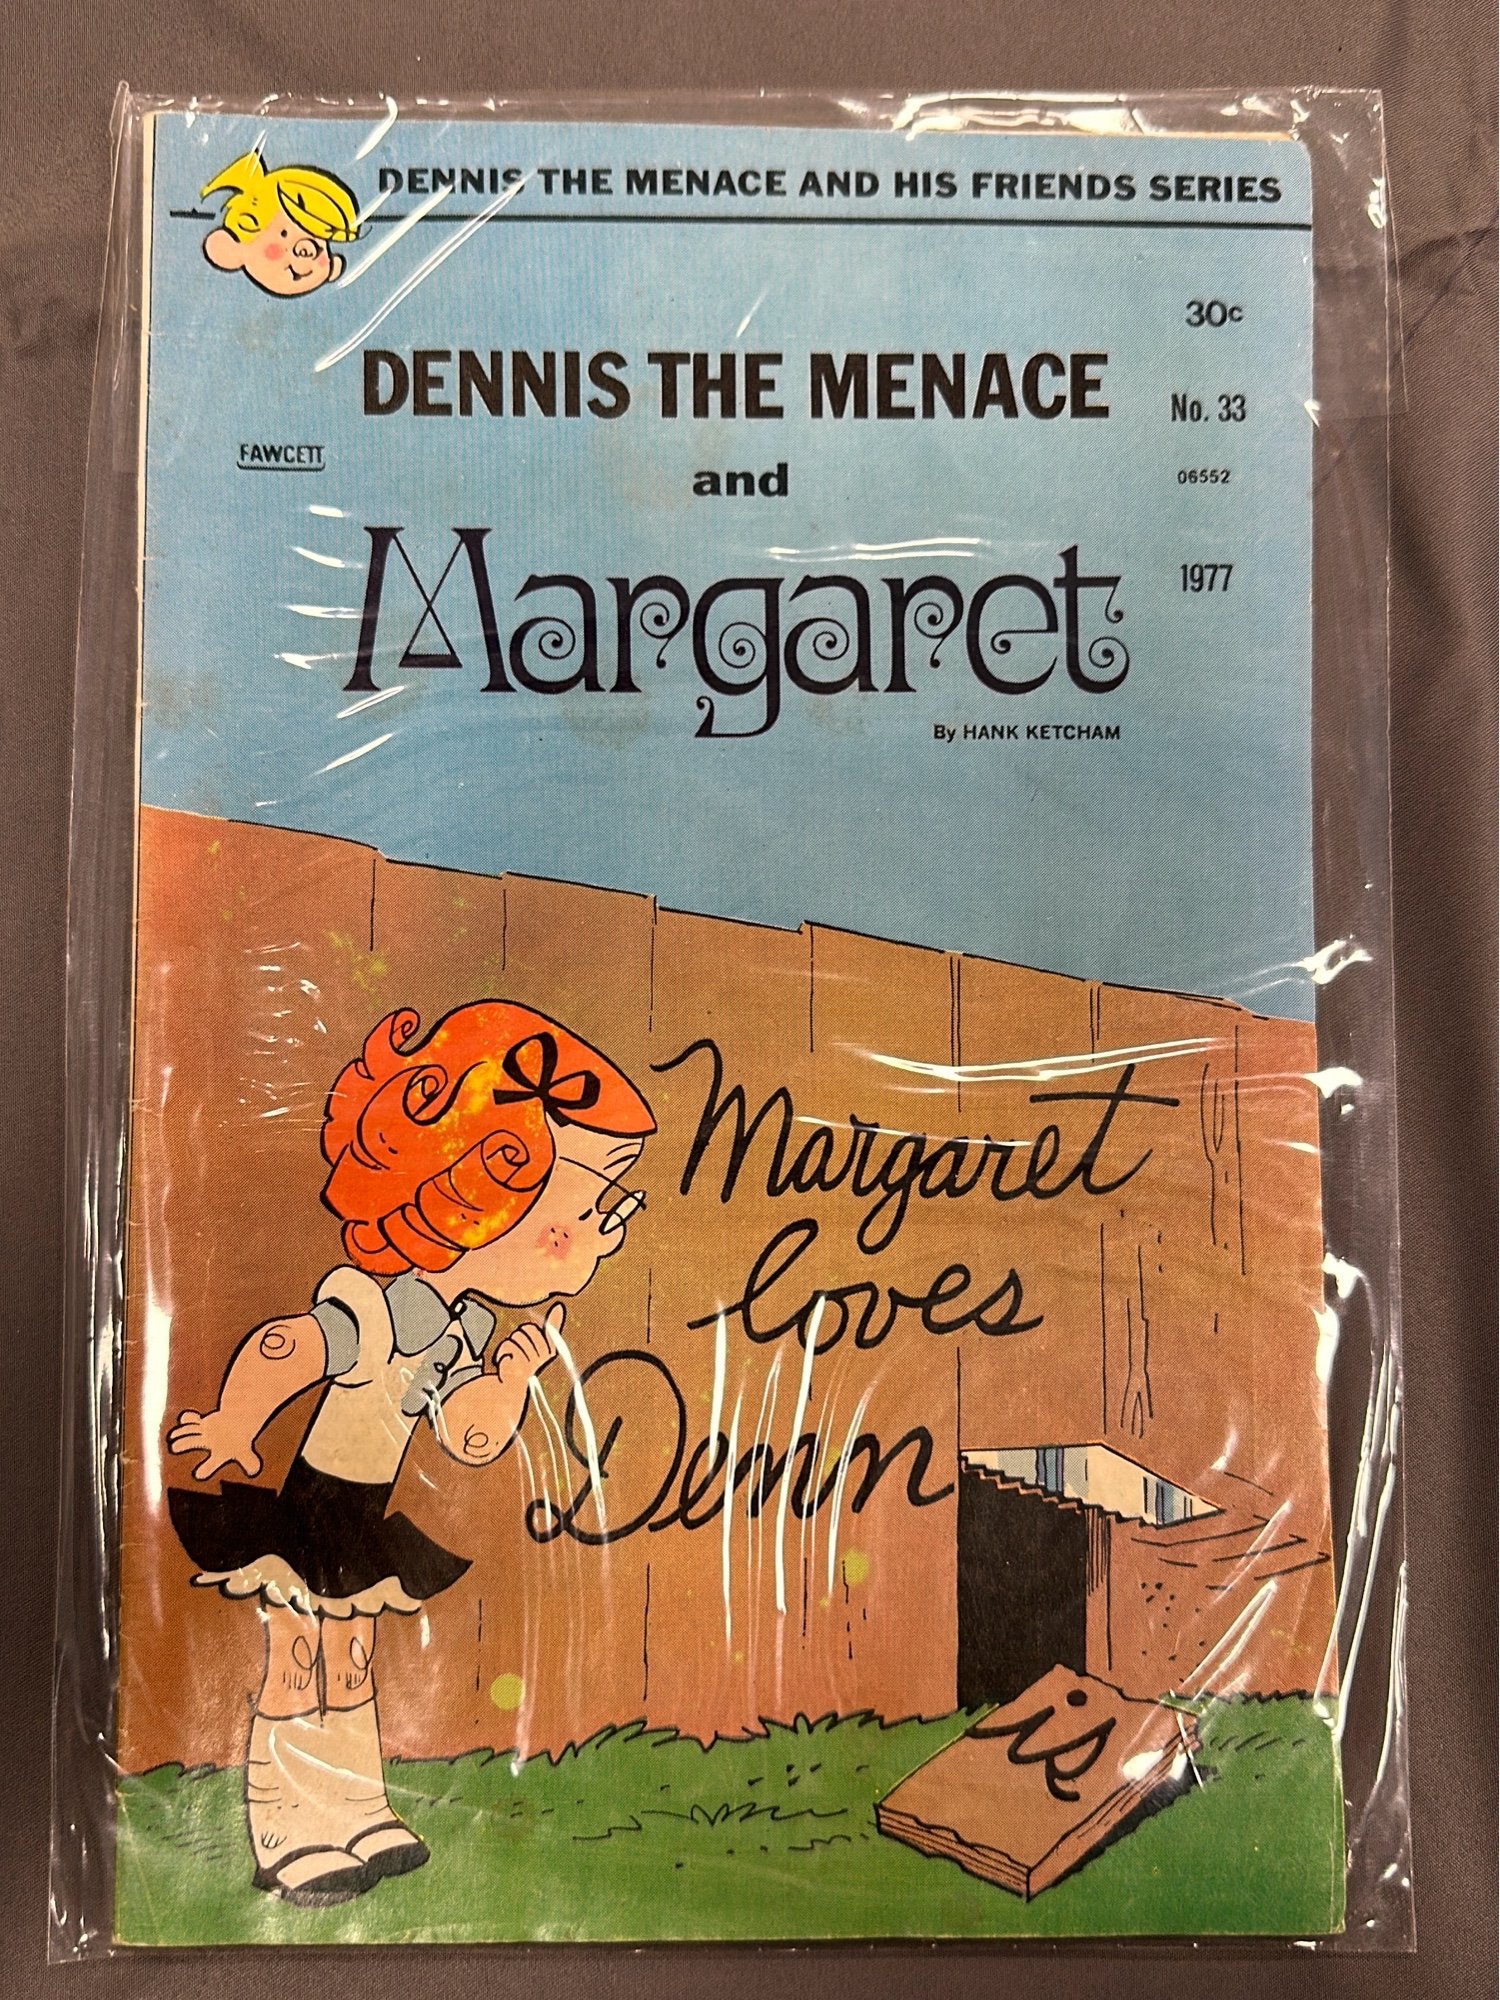 DENNIS THE MENACE AND HIS FRIENDS SERIES
30c
DENNIS THE MENACE
No. 33
FAWCETT
and
06552
Margaret
1977
By HANK KETCHAM
Margaret
loves
Denn
is